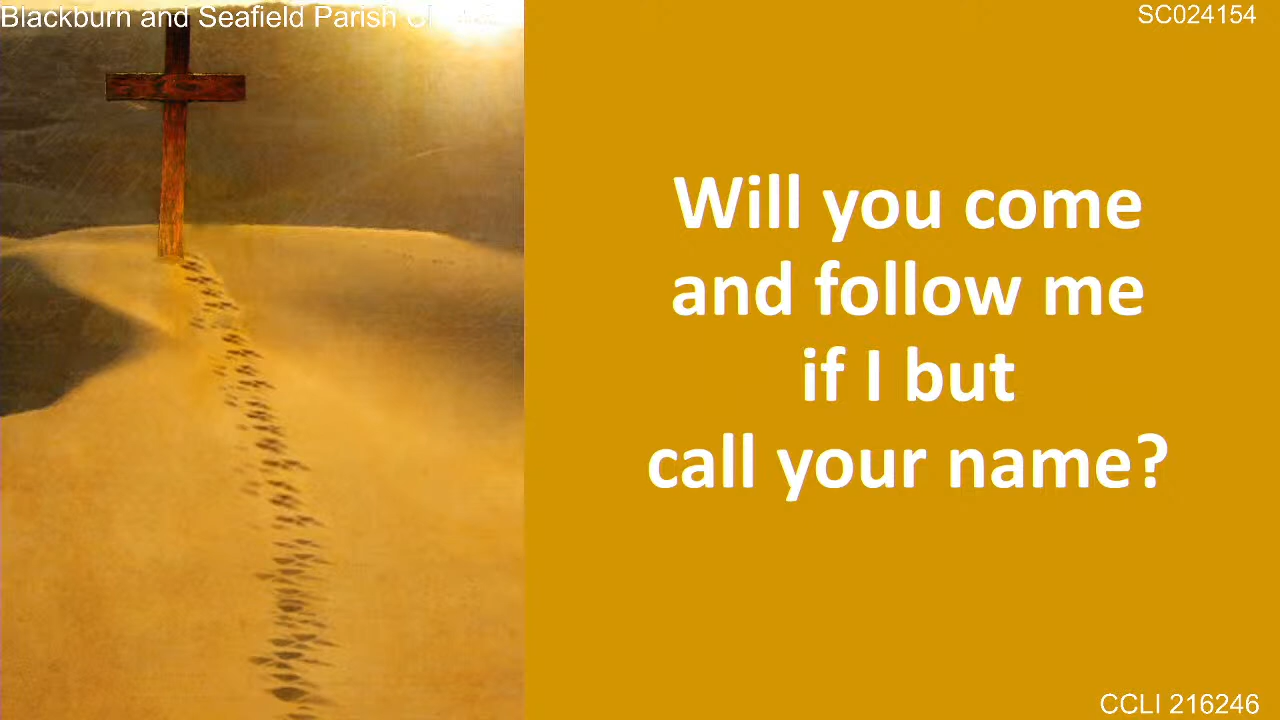 Blackburn and Seafield Parish
SC024154
Will you come
and follow me
if I but
call your name?
CCLI 216246